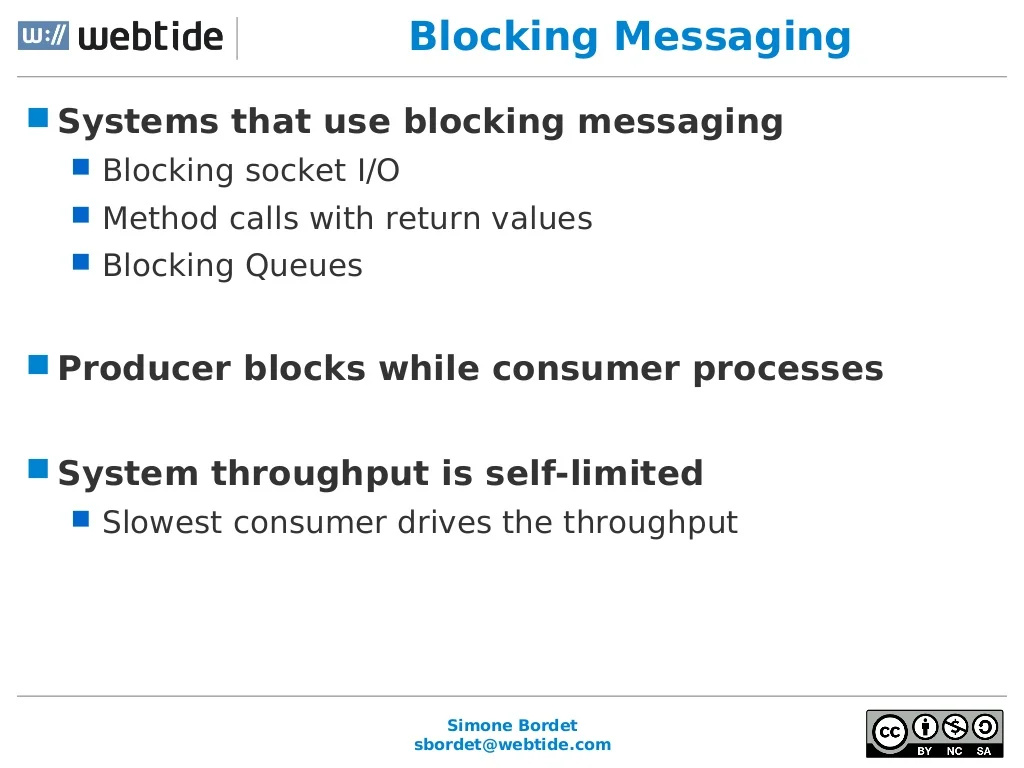 w:// webtide
Blocking Messaging
Systems that use blocking messaging
Blocking socket I/O
Method calls with return values
Blocking Queues
Producer blocks while consumer processes
System throughput is self-limited
Slowest consumer drives the throughput
Simone Bordet
sbordet@webtide.com
cc
BY NC SA